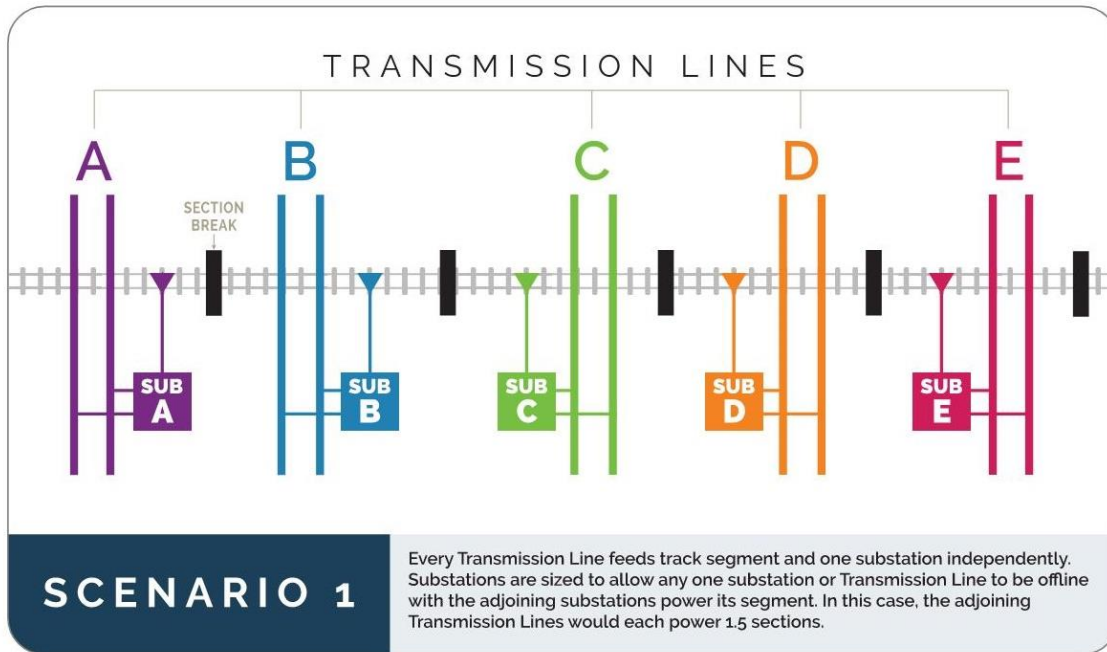 TRANSMISSION LINES
A B C D E
SECTION
BREAK
SUB
A
SUB
B
SUB
C
SUB
D
SUB
E
SCENARIO 1
Every Transmission Line feeds track segment and one substation independently.
Substations are sized to allow any one substation or Transmission Line to be offline
with the adjoining substations power its segment. In this case, the adjoining
Transmission Lines would each power 1.5 sections.